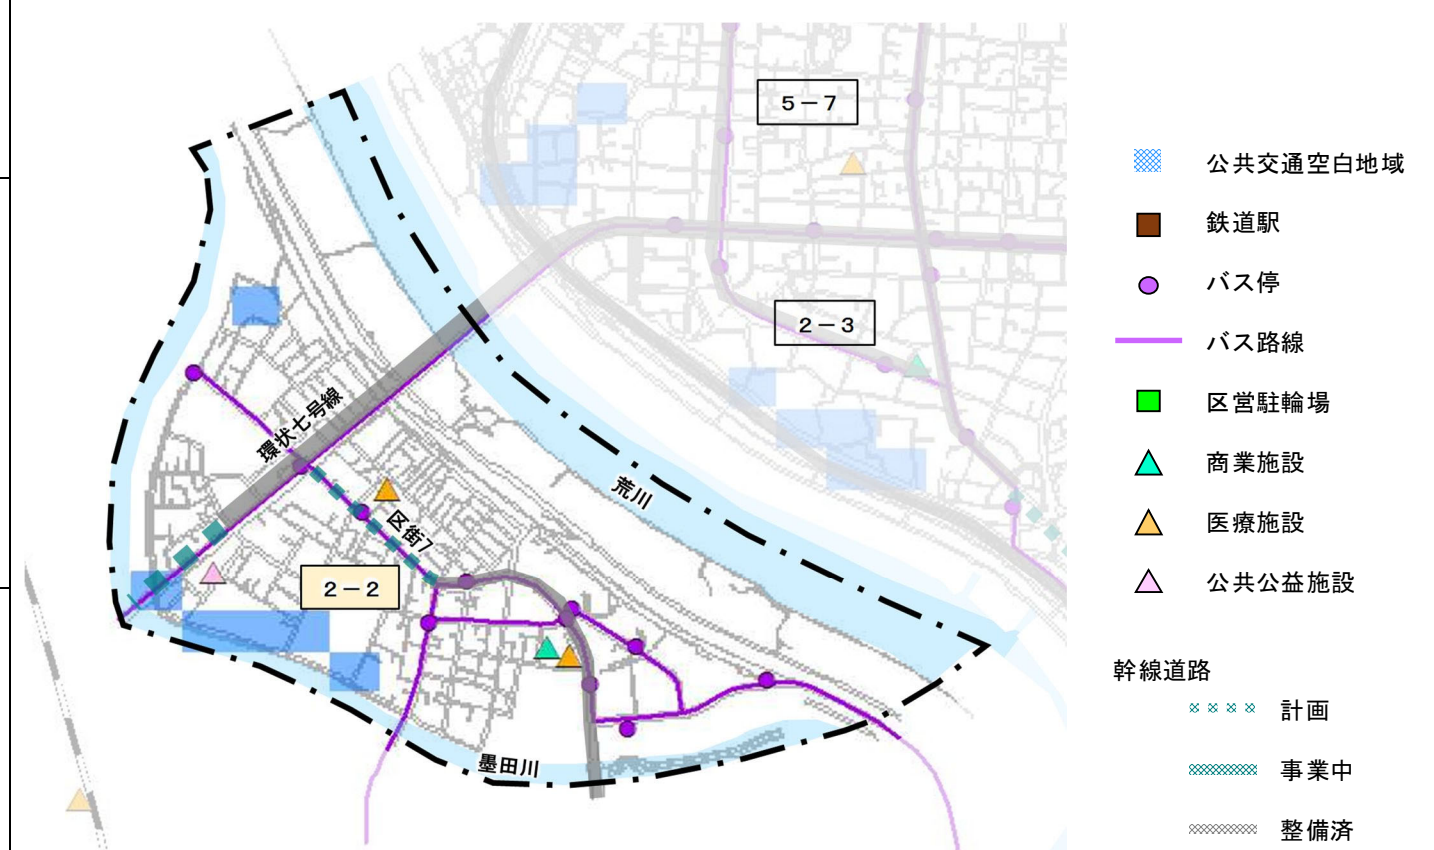 5－7
2－3
環状七号線
荒川
区街7
2－2
墨田川
公共交通空白地域
鉄道駅
バス停
バス路線
区営駐輪場
商業施設
医療施設
公共公益施設
幹線道路
計画
事業中
整備済